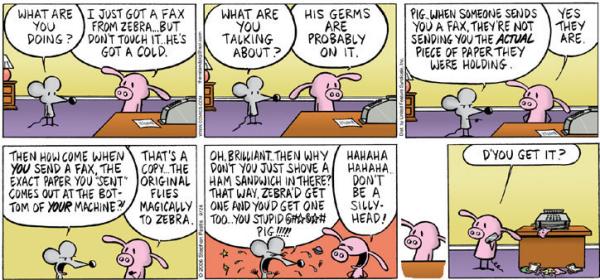 WHAT ARE
YOU
DOING?
I JUST GOT A FAX
FROM ZEBRA...BUT
DON'T TOUCH IT. HE'S
GOT A COLD.
WHAT ARE
YOU
TALKING
ABOUT?
HIS GERMS
ARE
PROBABLY
ON IT.
PIG...WHEN SOMEONE SENDS
YOU A FAX, THEY'RE NOT
SENDING YOU THE ACTUAL
PIECE OF PAPER THEY
WERE HOLDING.
YES
THEY
ARE.
THEN HOW COME WHEN
YOU SEND A FAX, THE
EXACT PAPER YOU "SENT"
COMES OUT AT THE BOT-
TOM OF YOUR MACHINE?!
THAT'S A
COPY...THE
ORIGINAL
FLIES
MAGICALLY
TO ZEBRA.
© 2006 Stephan Pastis
OH, BRILLIANT. THEN WHY
DON'T YOU JUST SHOVE A
HAM SANDWICH IN THERE?
THAT WAY, ZEBRA'D GET
ONE AND YOU'D GET ONE
TOO...YOU STUPID
PIG!!!!!
HAHAHA
HAHAHA...
DON'T
BE A
SILLY-
HEAD!
D'YOU GET IT?